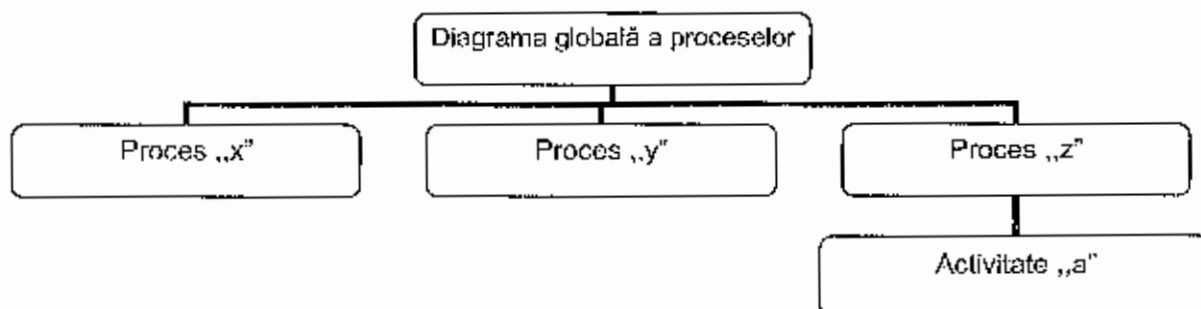 Diagrama globală a proceselor
Proces ,,x”
Proces ,,y”
Proces ,,z”
Activitate ,,a”